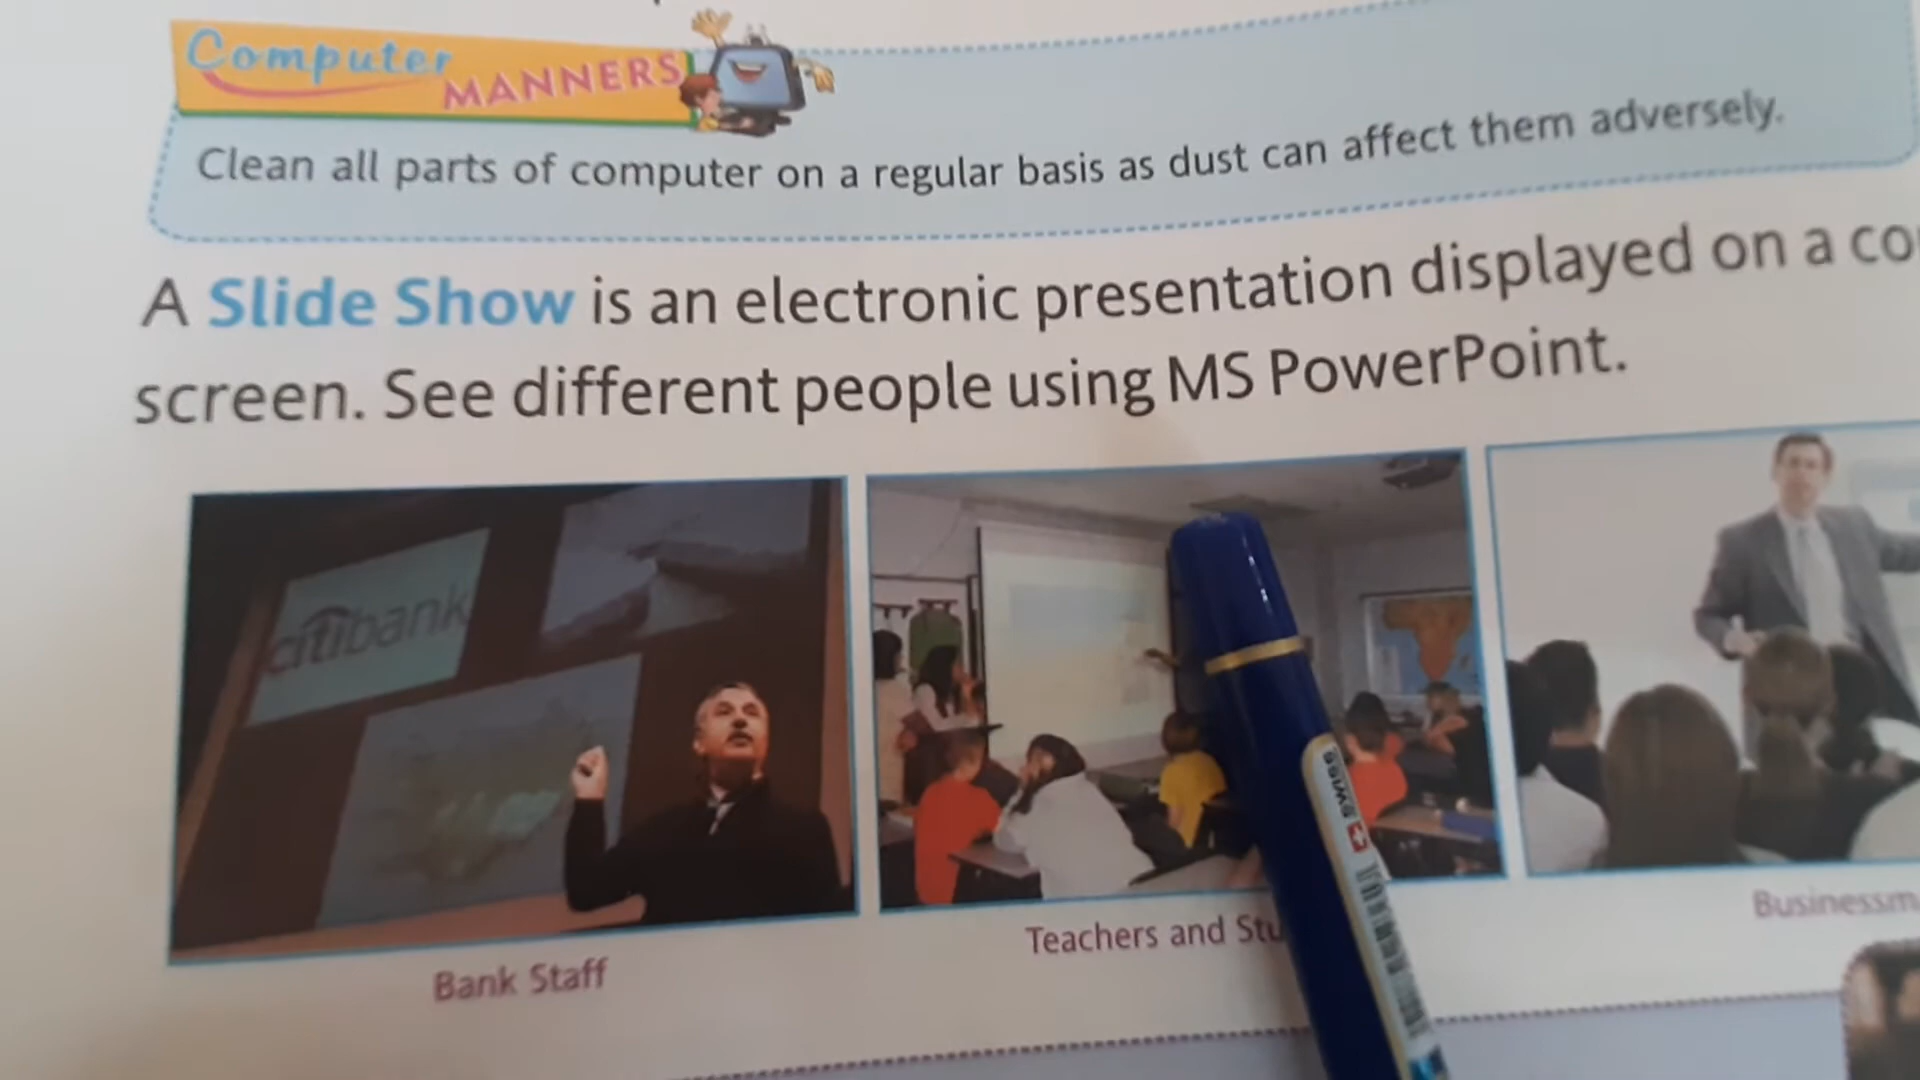 Computer
MANNERS
Clean all parts of computer on a regular basis as dust can affect them adversely.
A Slide Show is an electronic presentation displayed on a co
screen. See different people using MS PowerPoint.
citibank
swiss
Bank Staff
Teachers and Stu
Businessm